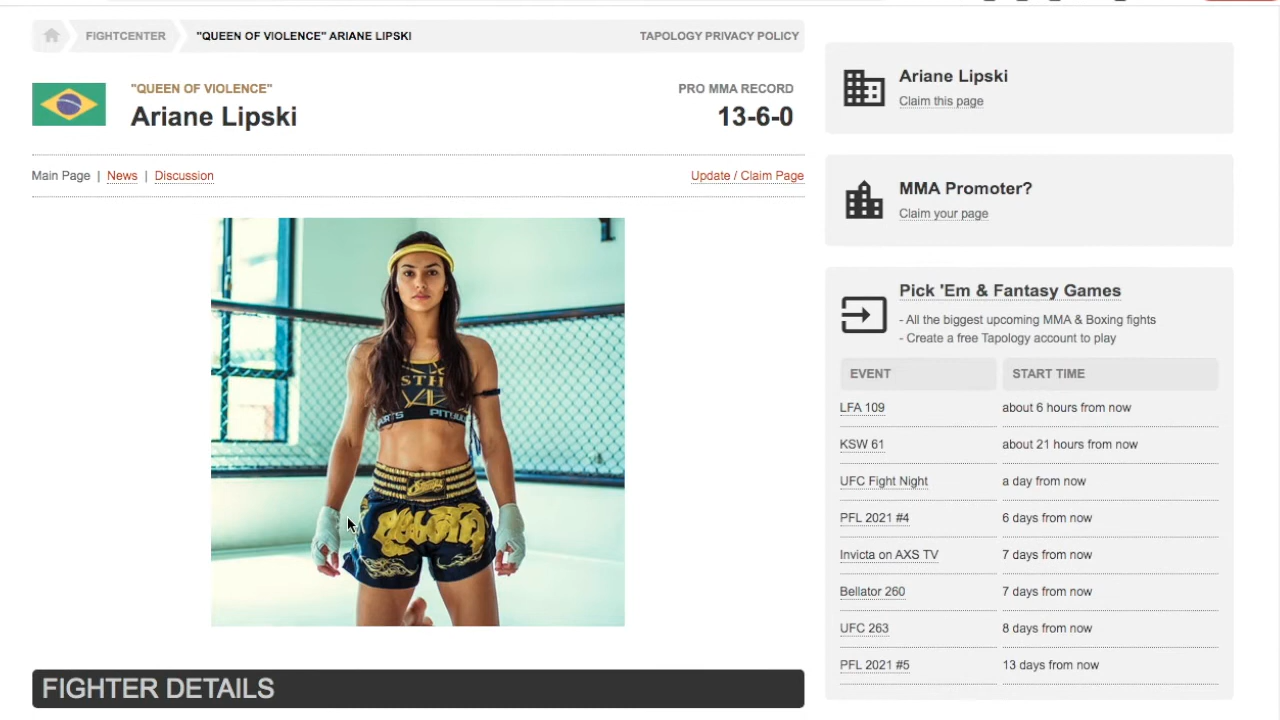 FIGHTCENTER
"QUEEN OF VIOLENCE" ARIANE LIPSKI
TAPOLOGY PRIVACY POLICY
"QUEEN OF VIOLENCE"
Ariane Lipski
PRO MMA RECORD
13-6-0
Main Page | News | Discussion
Update / Claim Page
STH
RTS PITBULL
FIGHTER DETAILS
Ariane Lipski
Claim this page
MMA Promoter?
Claim your page
Pick 'Em & Fantasy Games
- All the biggest upcoming MMA & Boxing fights
- Create a free Tapology account to play
EVENT START TIME
LFA 109 about 6 hours from now
KSW 61 about 21 hours from now
UFC Fight Night a day from now
PFL 2021 #4 6 days from now
Invicta on AXS TV 7 days from now
Bellator 260 7 days from now
UFC 263 8 days from now
PFL 2021 #5 13 days from now